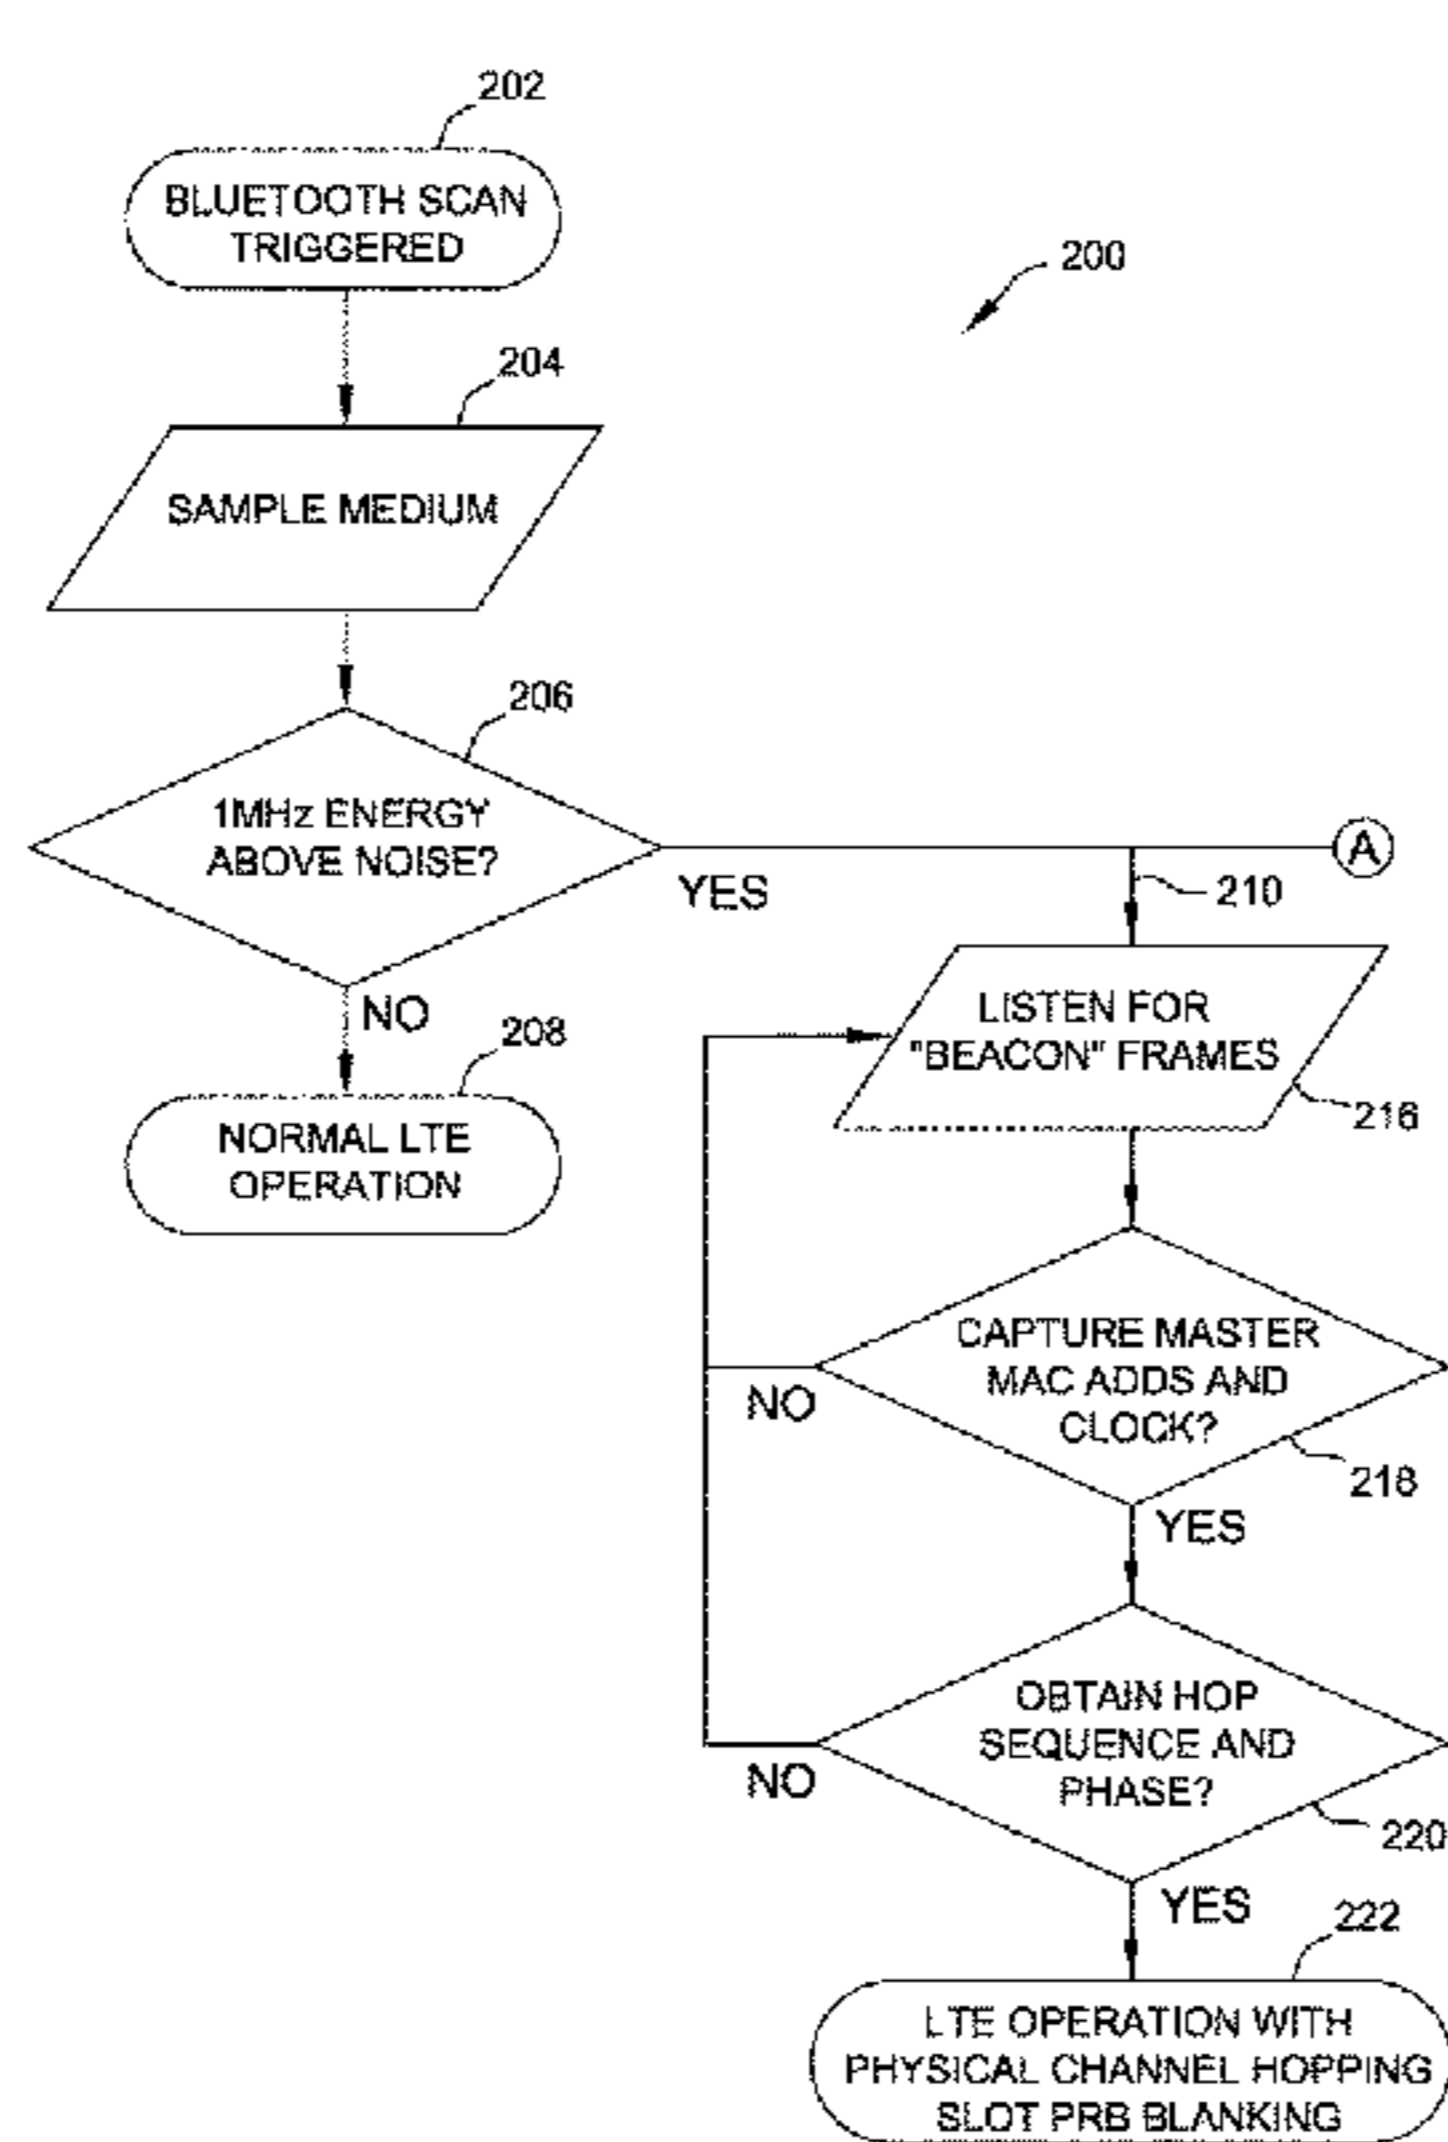 202
BLUETOOTH SCAN
TRIGGERED
200
204
SAMPLE MEDIUM
206
1MHz ENERGY
ABOVE NOISE?
YES
A
210
NO
208
NORMAL LTE
OPERATION
LISTEN FOR
"BEACON" FRAMES
216
CAPTURE MASTER
MAC ADDS AND
CLOCK?
NO
218
YES
OBTAIN HOP
SEQUENCE AND
PHASE?
NO
220
YES
222
LTE OPERATION WITH
PHYSICAL CHANNEL HOPPING
SLOT PRB BLANKING